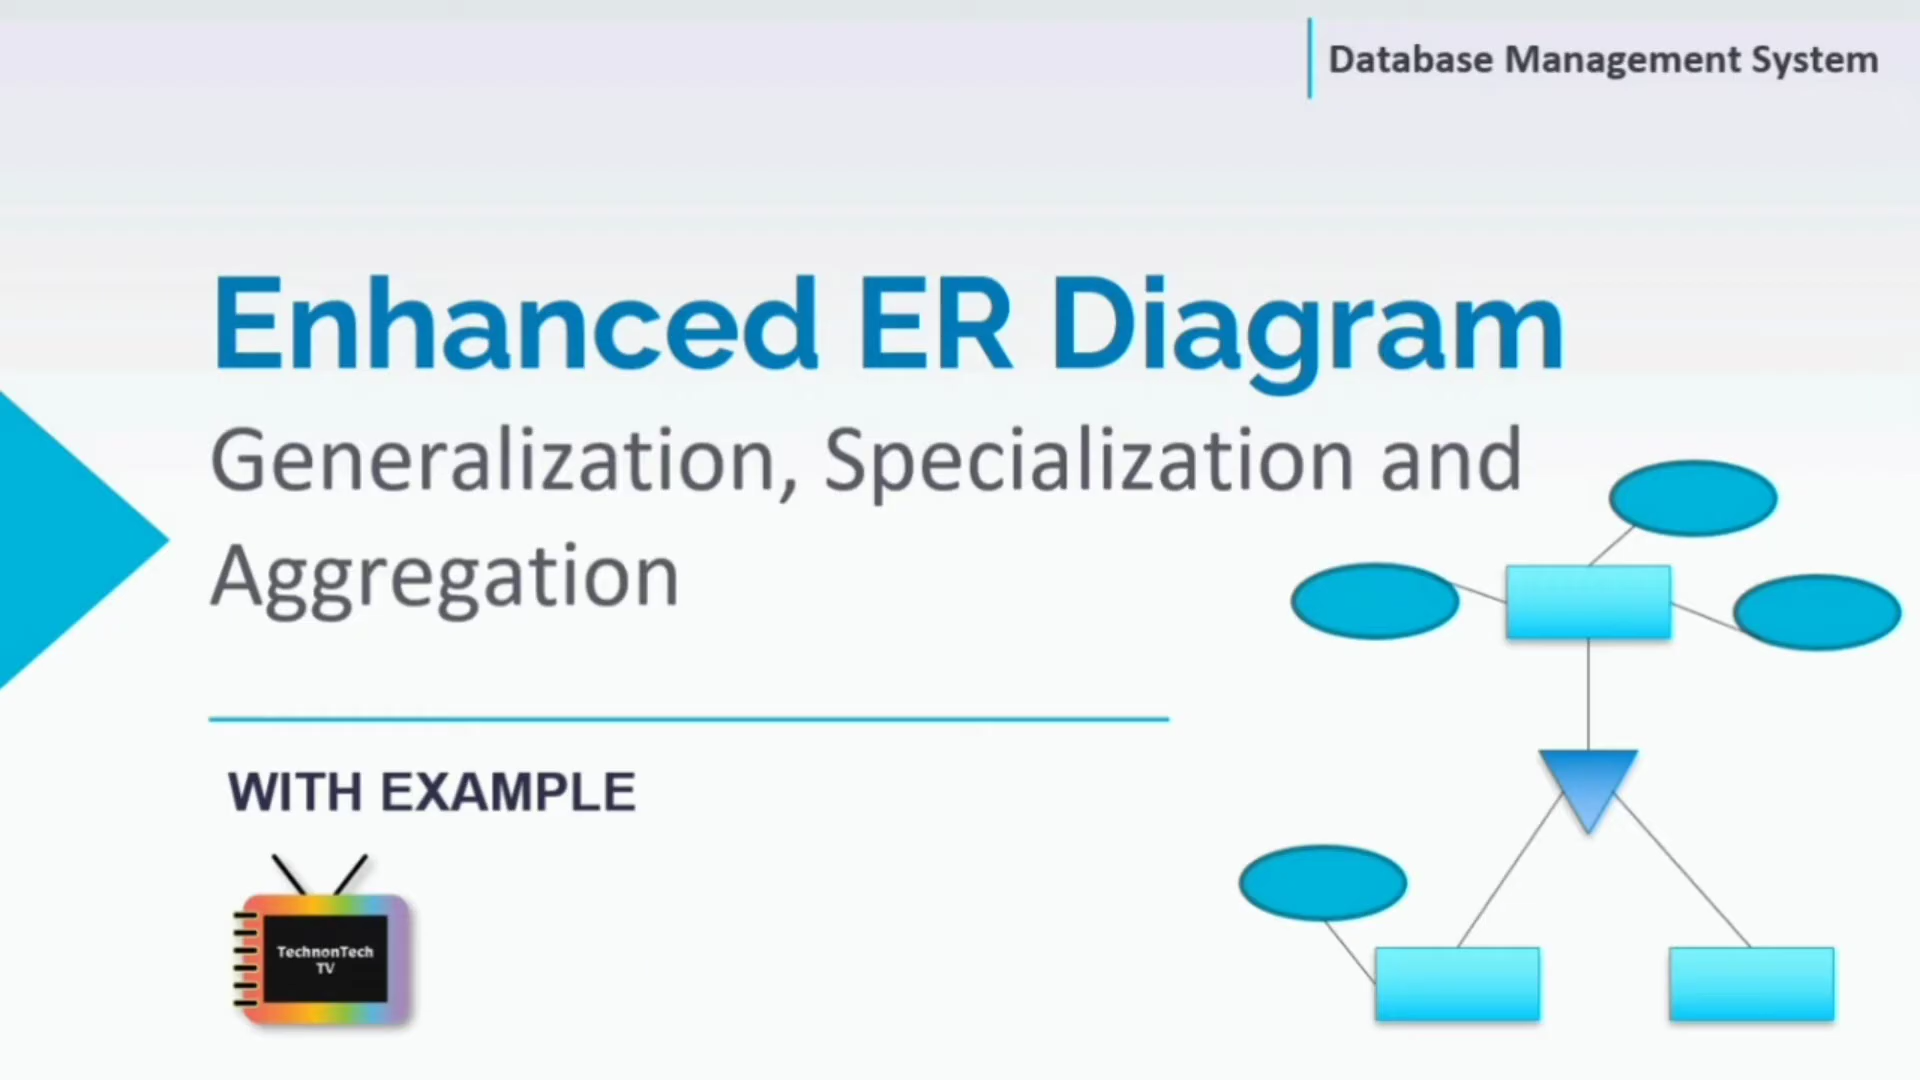 Database Management System
Enhanced ER Diagram
Generalization, Specialization and
Aggregation
WITH EXAMPLE
TechnonTech
TV